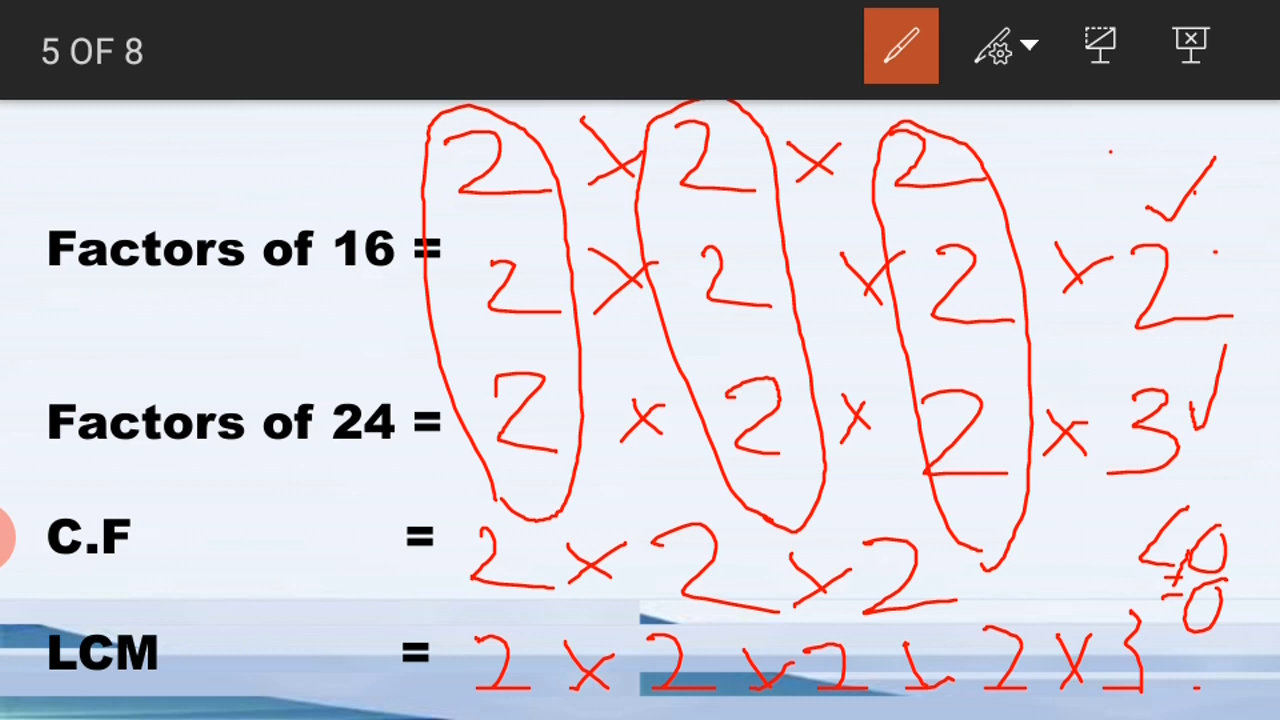 5 OF 8
2 × 2 × 2
Factors of 16 = 2 × 2 × 2 × 2
Factors of 24 = 2 × 2 × 2 × 3
C.F = 2 × 2 × 2
LCM = 2 × 2 × 2 × 2 × 3